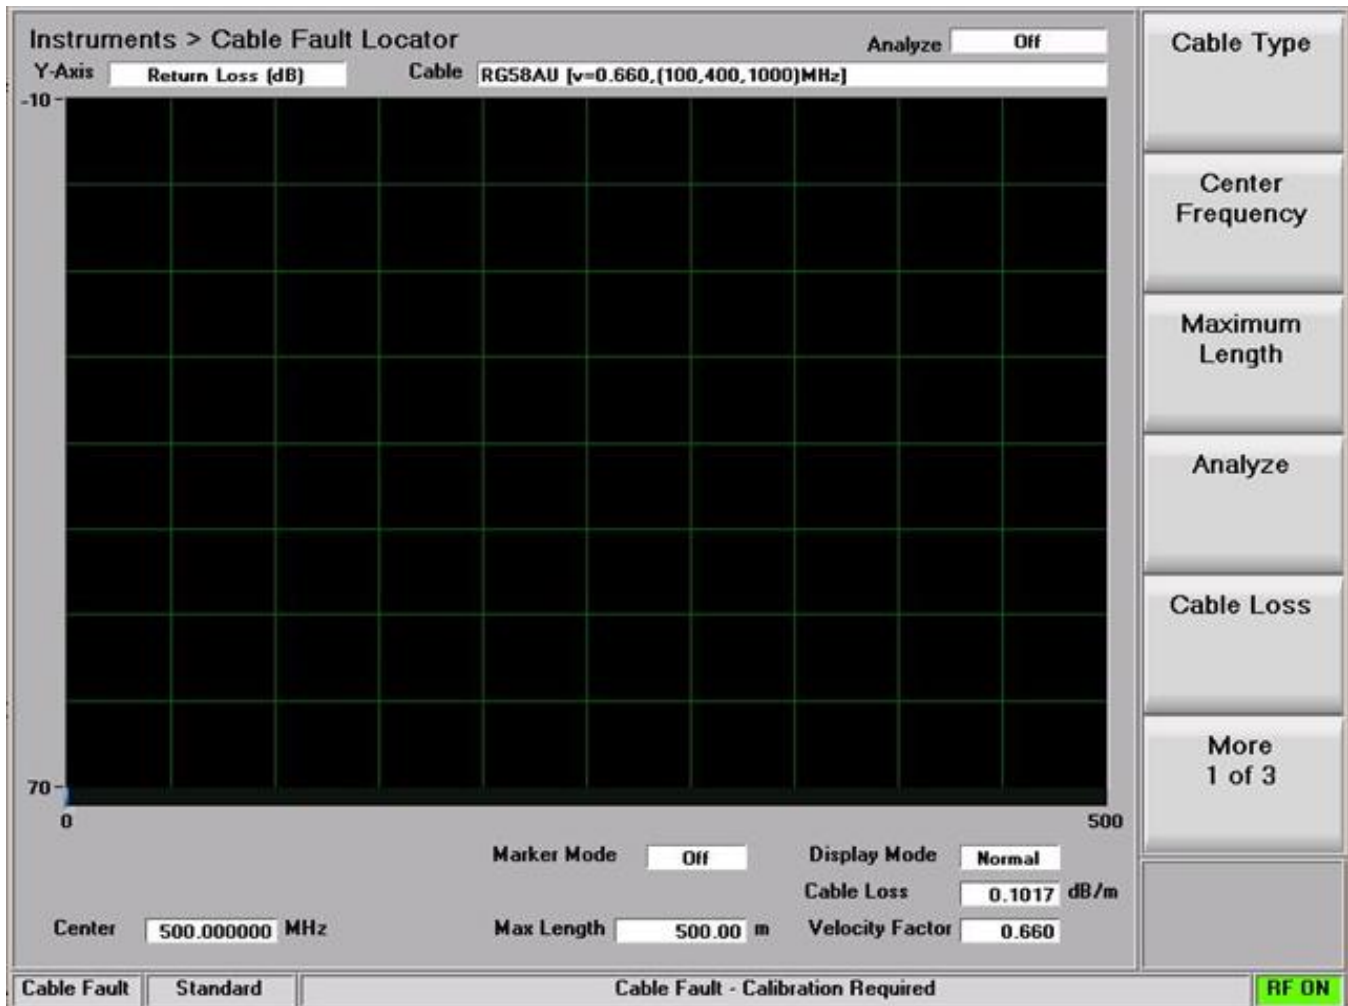 Instruments > Cable Fault Locator
Analyze Off
Y-Axis Return Loss (dB) Cable RG58AU [v=0.660,(100,400,1000)MHz]
-10
70
0 500
Marker Mode Off Display Mode Normal
Cable Loss 0.1017 dB/m
Center 500.000000 MHz Max Length 500.00 m Velocity Factor 0.660
Cable Fault Standard Cable Fault - Calibration Required RF ON
Cable Type
Center
Frequency
Maximum
Length
Analyze
Cable Loss
More
1 of 3